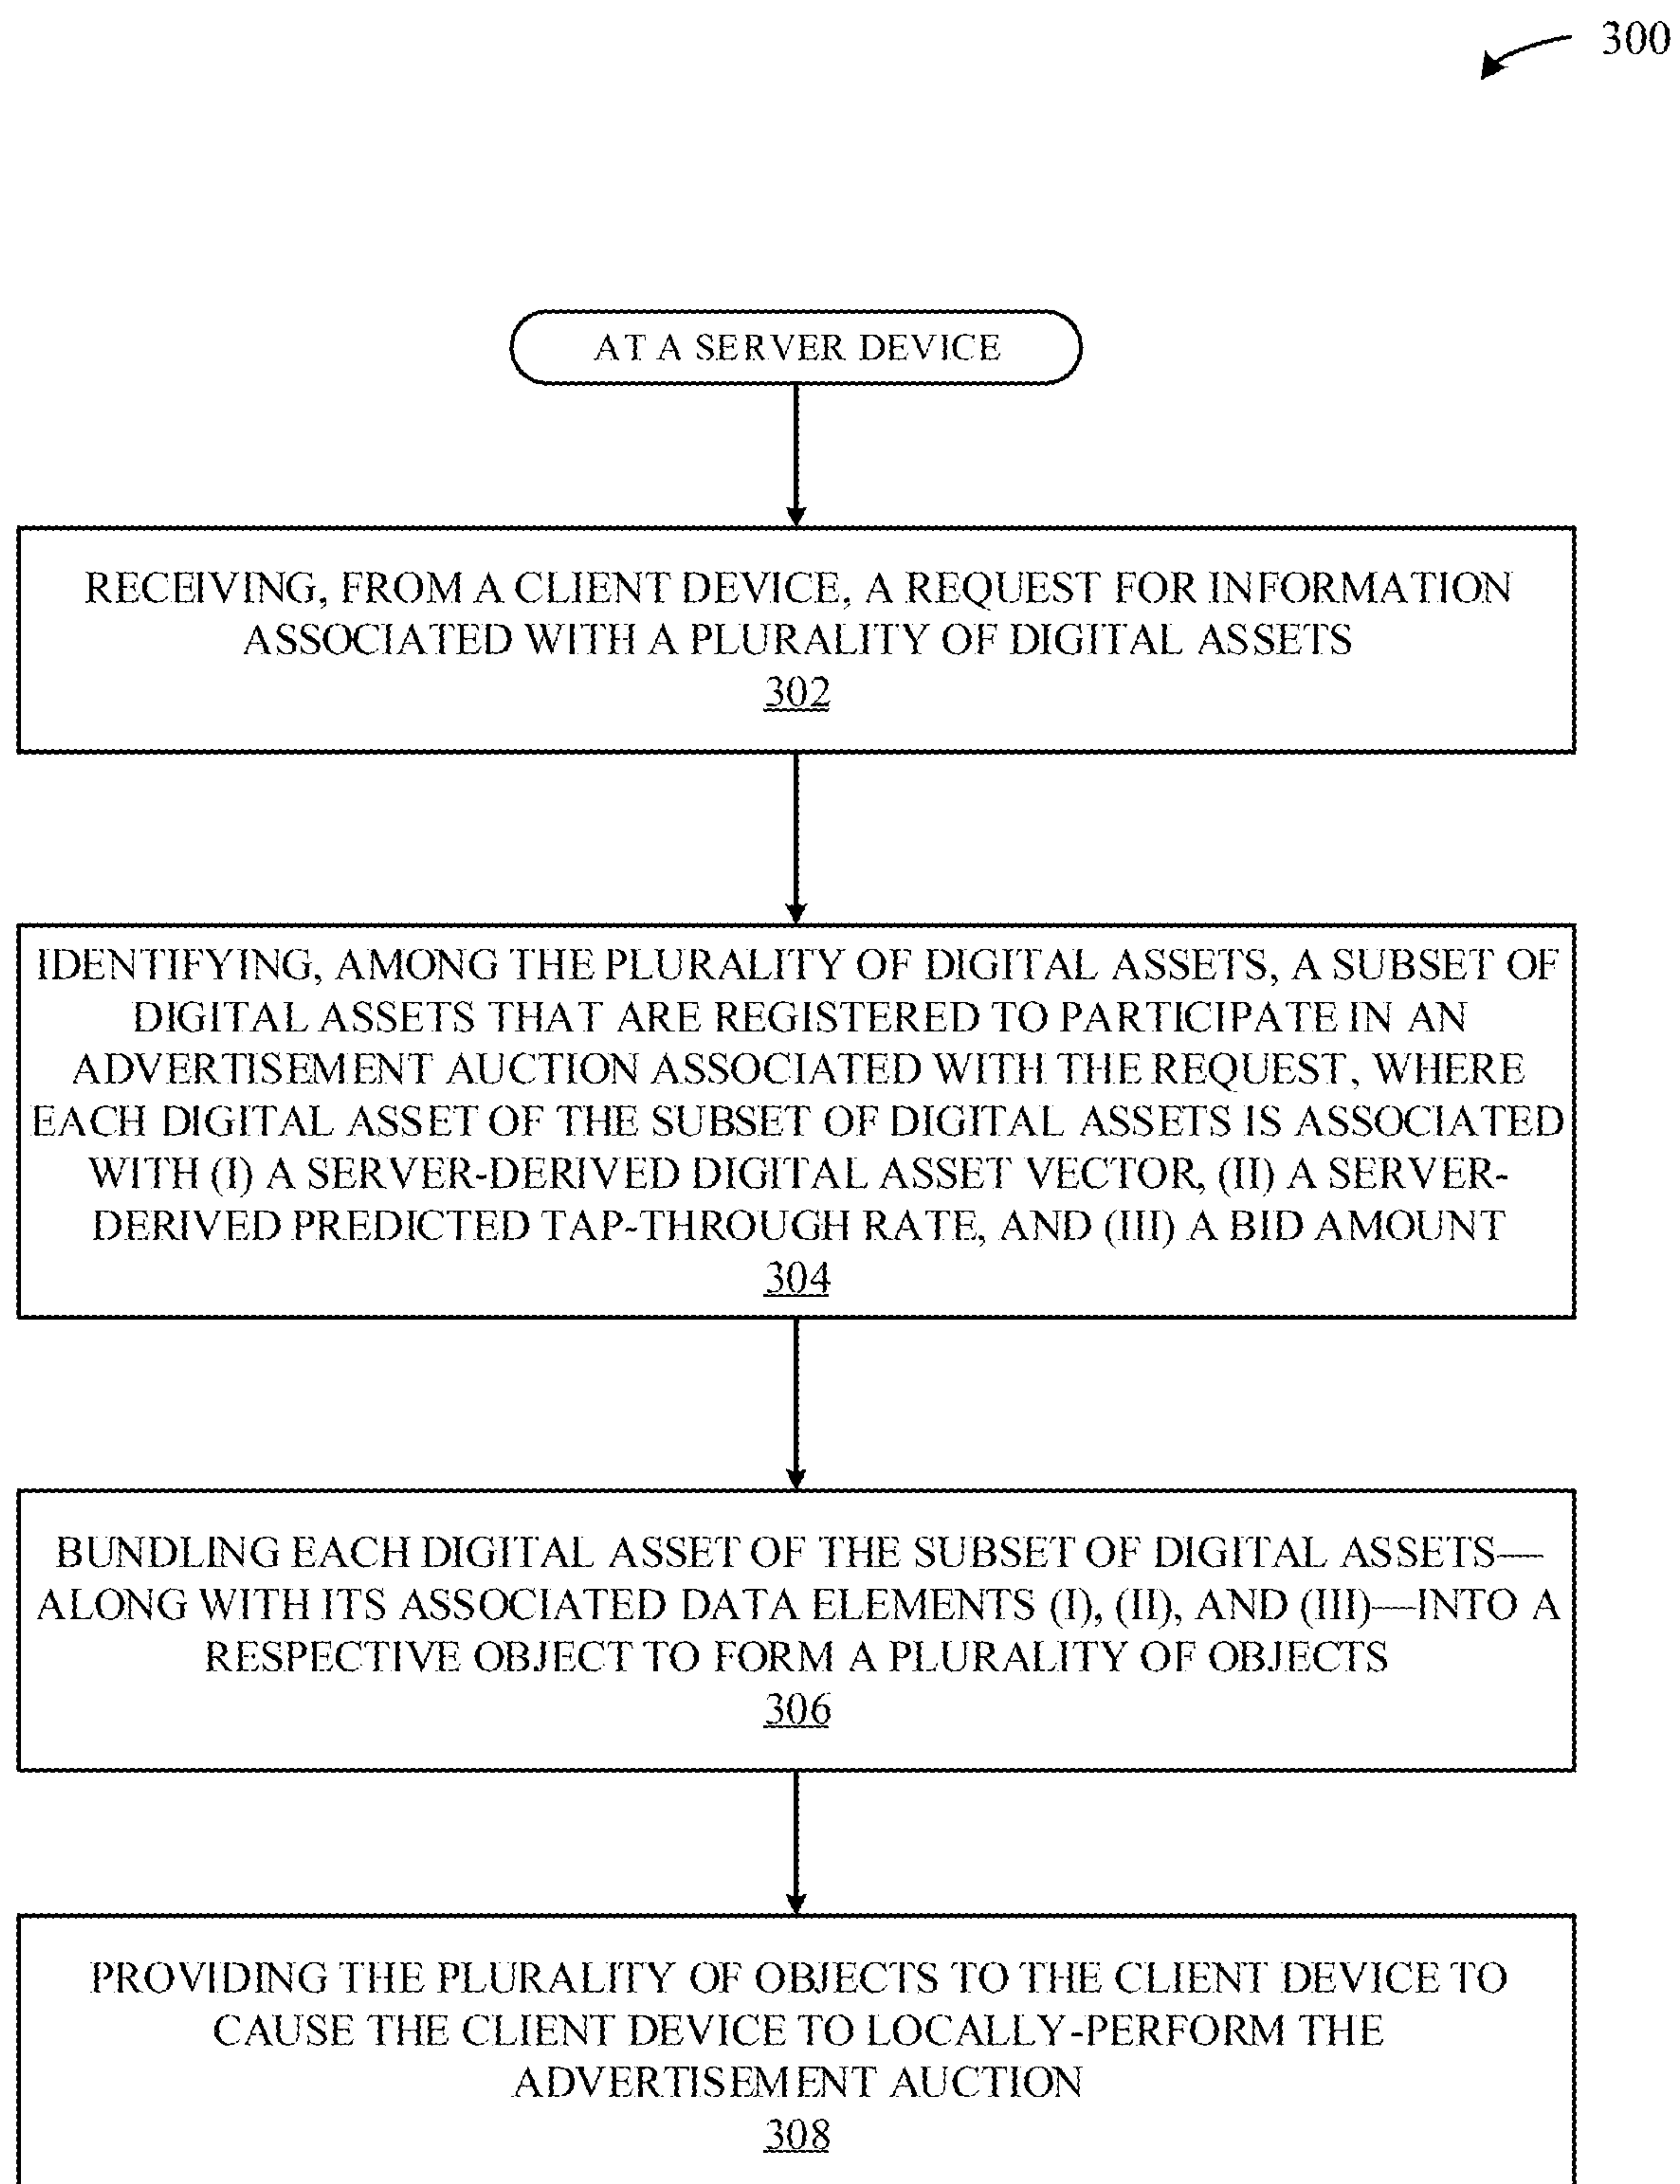 300
AT A SERVER DEVICE
RECEIVING, FROM A CLIENT DEVICE, A REQUEST FOR INFORMATION
ASSOCIATED WITH A PLURALITY OF DIGITAL ASSETS
302
IDENTIFYING, AMONG THE PLURALITY OF DIGITAL ASSETS, A SUBSET OF
DIGITAL ASSETS THAT ARE REGISTERED TO PARTICIPATE IN AN
ADVERTISEMENT AUCTION ASSOCIATED WITH THE REQUEST, WHERE
EACH DIGITAL ASSET OF THE SUBSET OF DIGITAL ASSETS IS ASSOCIATED
WITH (I) A SERVER-DERIVED DIGITAL ASSET VECTOR, (II) A SERVER-
DERIVED PREDICTED TAP-THROUGH RATE, AND (III) A BID AMOUNT
304
BUNDLING EACH DIGITAL ASSET OF THE SUBSET OF DIGITAL ASSETS—
ALONG WITH ITS ASSOCIATED DATA ELEMENTS (I), (II), AND (III)—INTO A
RESPECTIVE OBJECT TO FORM A PLURALITY OF OBJECTS
306
PROVIDING THE PLURALITY OF OBJECTS TO THE CLIENT DEVICE TO
CAUSE THE CLIENT DEVICE TO LOCALLY-PERFORM THE
ADVERTISEMENT AUCTION
308